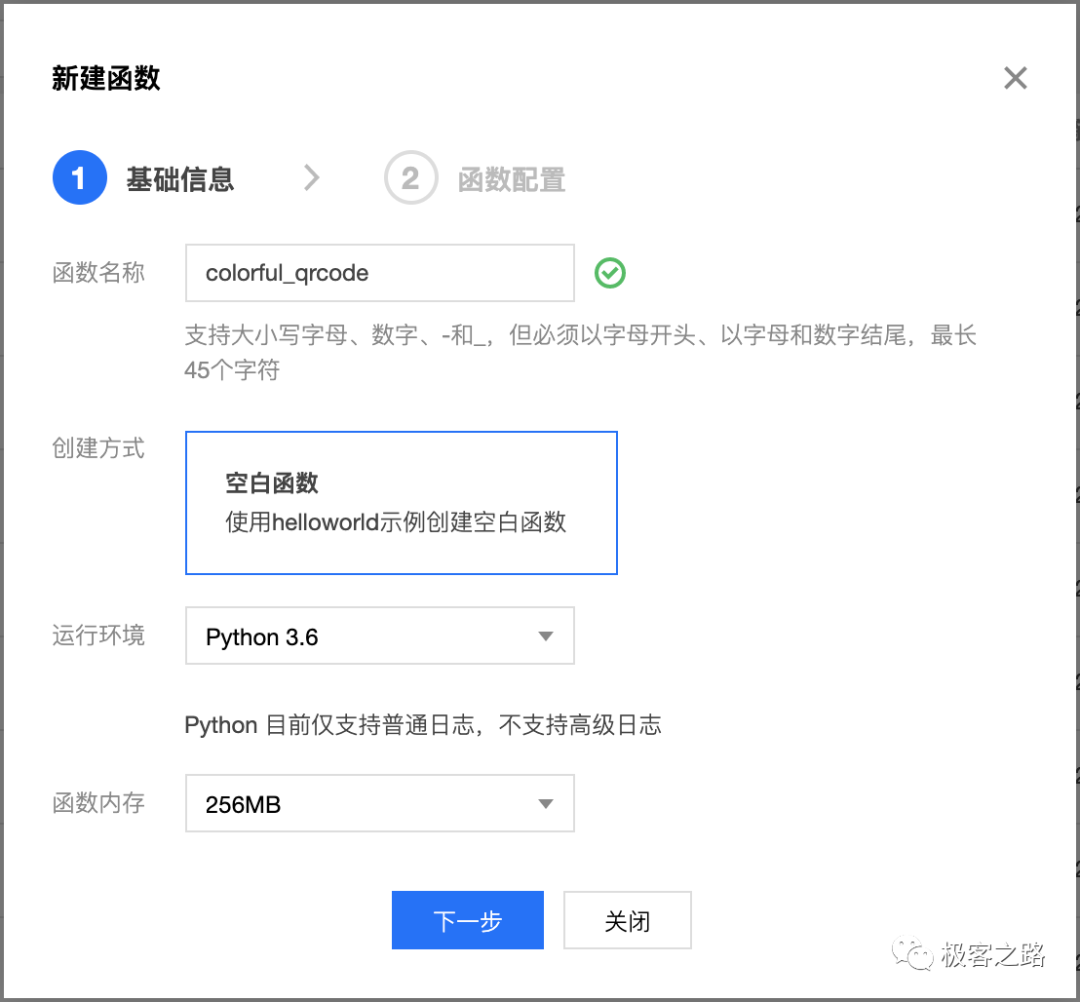 新建函数
1 基础信息 2 函数配置
函数名称 colorful_qrcode
支持大小写字母、数字、-和_，但必须以字母开头、以字母和数字结尾，最长
45个字符
创建方式
空白函数
使用helloworld示例创建空白函数
运行环境 Python 3.6
Python 目前仅支持普通日志，不支持高级日志
函数内存 256MB
下一步 关闭
极客之路